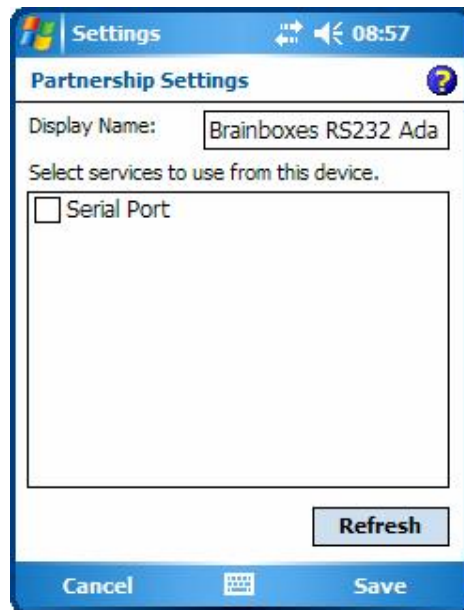 Settings 08:57
Partnership Settings
Display Name: Brainboxes RS232 Ada
Select services to use from this device.
Serial Port
Refresh
Cancel Save